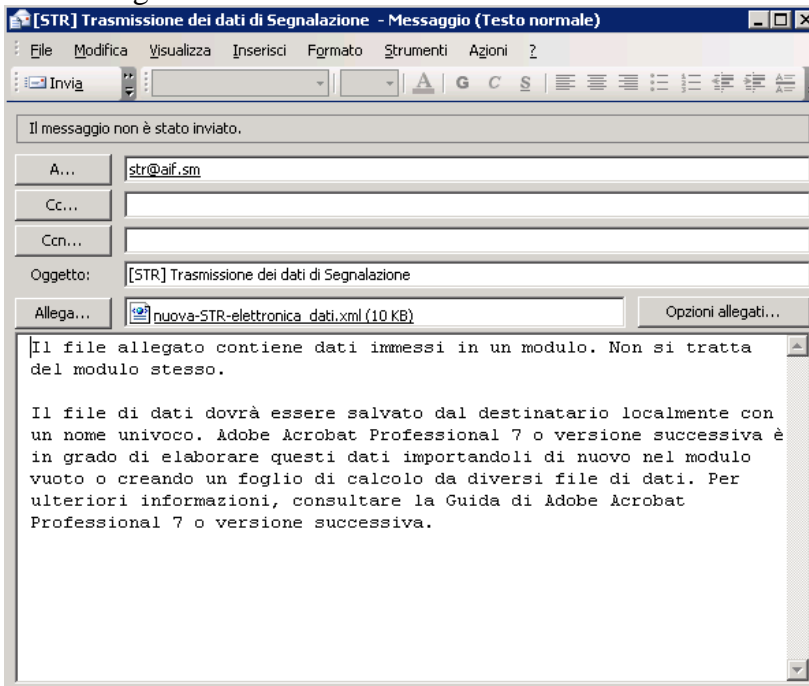 [STR] Trasmissione dei dati di Segnalazione - Messaggio (Testo normale)
File Modifica Visualizza Inserisci Formato Strumenti Azioni ?
Invia A G C S
Il messaggio non è stato inviato.
A... str@aif.sm
Cc...
Ccn...
Oggetto: [STR] Trasmissione dei dati di Segnalazione
Allega... nuova-STR-elettronica_dati.xml (10 KB) Opzioni allegati...
Il file allegato contiene dati immessi in un modulo. Non si tratta
del modulo stesso.
Il file di dati dovrà essere salvato dal destinatario localmente con
un nome univoco. Adobe Acrobat Professional 7 o versione successiva è
in grado di elaborare questi dati importandoli di nuovo nel modulo
vuoto o creando un foglio di calcolo da diversi file di dati. Per
ulteriori informazioni, consultare la Guida di Adobe Acrobat
Professional 7 o versione successiva.